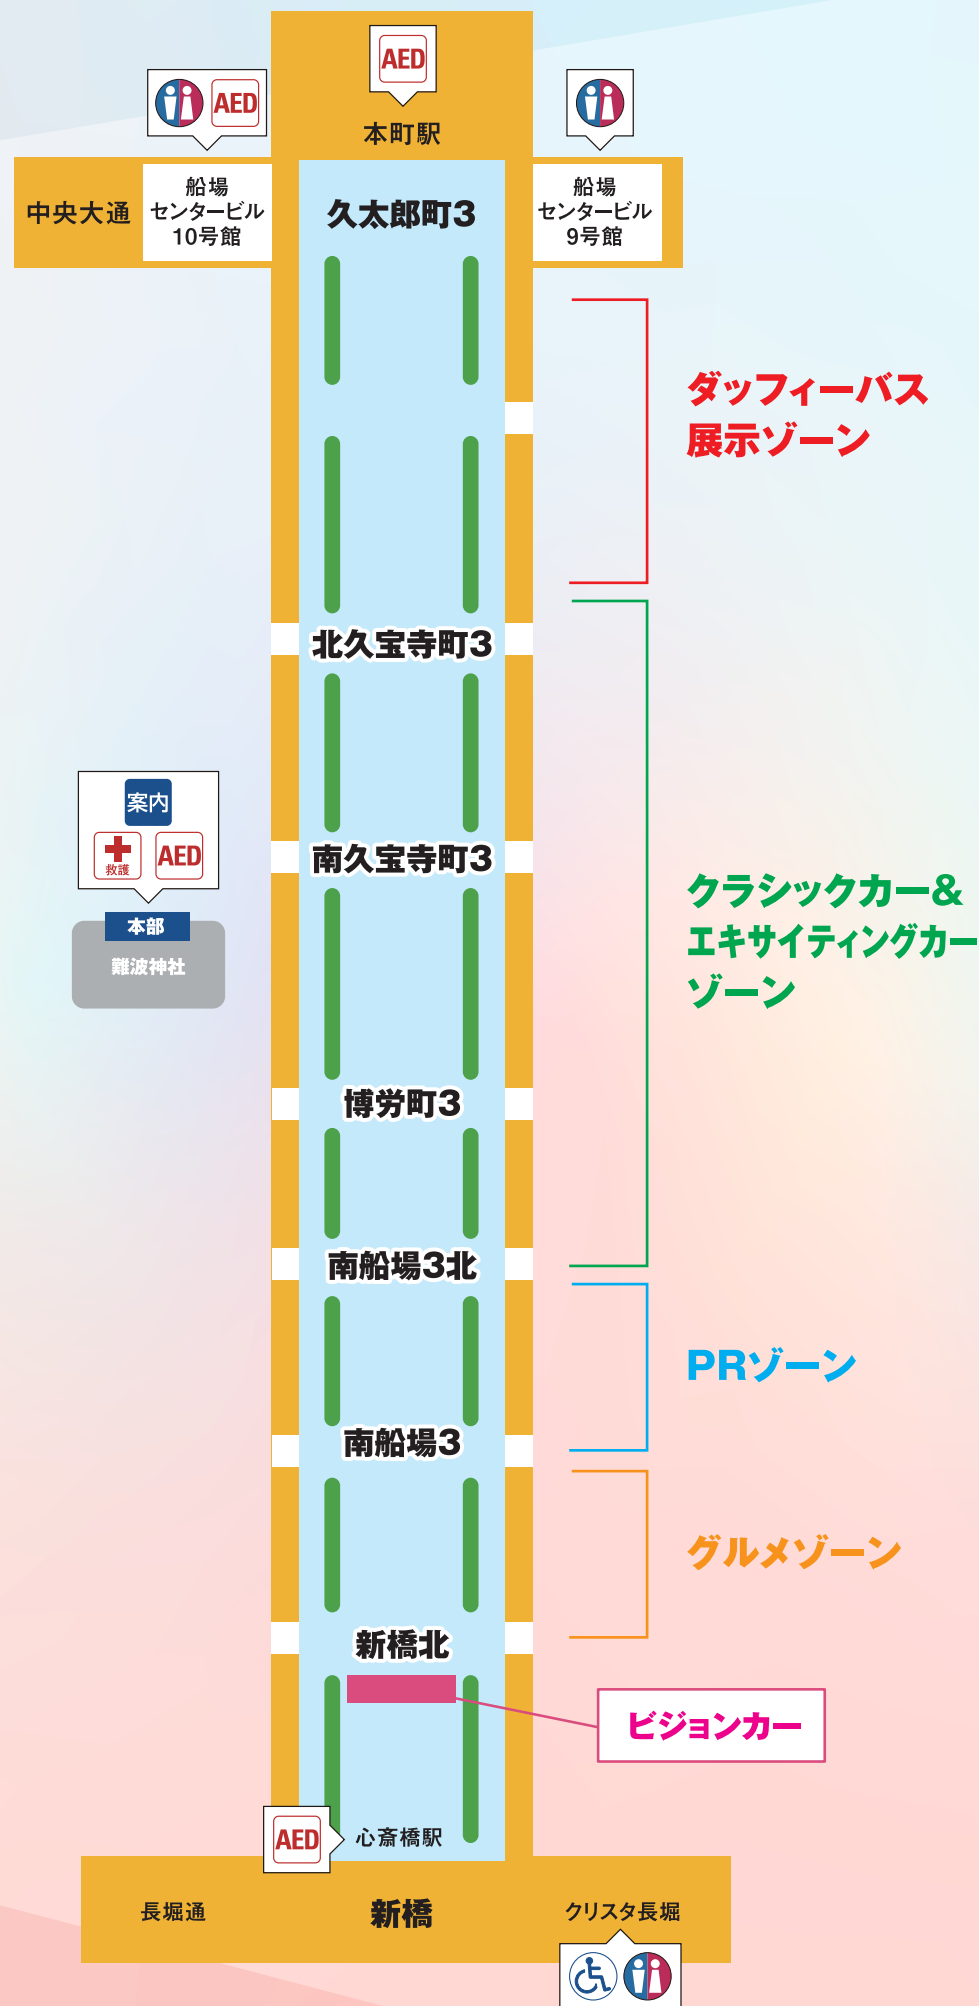 AED
AED
本町駅
中央大通
船場
センタービル
10号館
久太郎町3
船場
センタービル
9号館
ダッフィーバス
展示ゾーン
北久宝寺町3
案内
救護
AED
本部
難波神社
南久宝寺町3
クラシックカー&
エキサイティングカー
ゾーン
博労町3
南船場3北
PRゾーン
南船場3
グルメゾーン
新橋北
ビジョンカー
AED
心斎橋駅
長堀通
新橋
クリスタ長堀